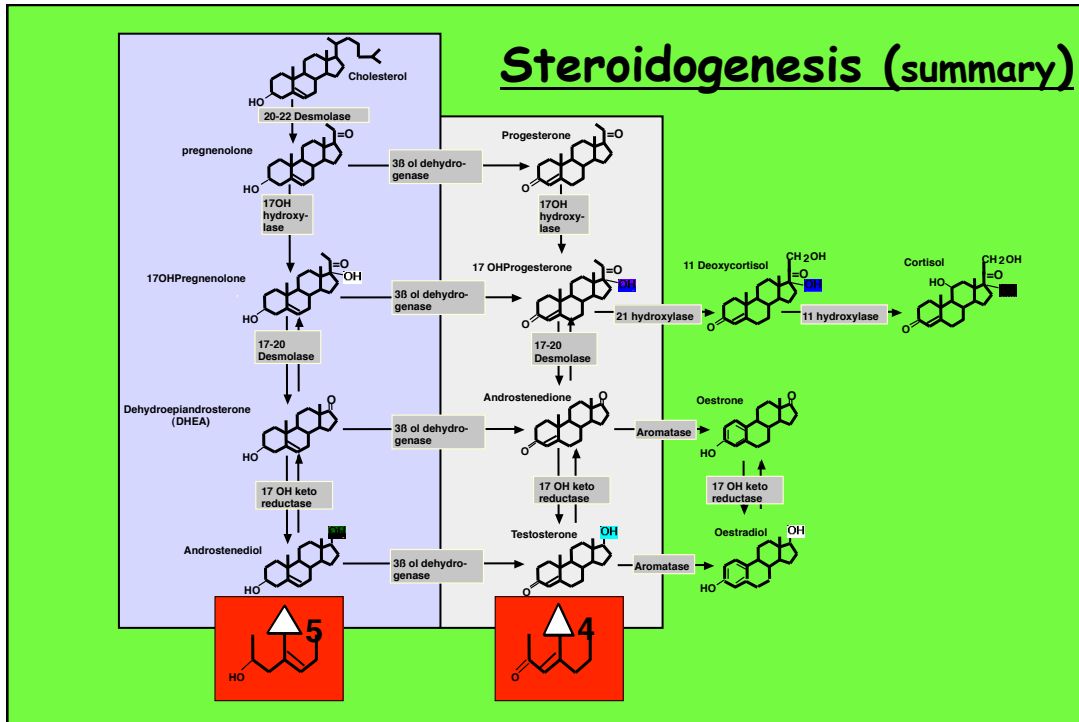 Steroidogenesis (summary)
Cholesterol
HO
20-22 Desmolase
pregnenolone
=O
HO
3ß ol dehydro-
genase
Progesterone
=O
O
17OH
hydroxy-
lase
17OH
hydroxy-
lase
17OHPregnenolone
=O
OH
HO
3ß ol dehydro-
genase
17 OHProgesterone
=O
OH
O
21 hydroxylase
11 Deoxycortisol
CH2OH
=O
OH
O
11 hydroxylase
Cortisol
CH2OH
=O
HO
O
17-20
Desmolase
17-20
Desmolase
Dehydroepiandrosterone
(DHEA)
O
HO
3ß ol dehydro-
genase
Androstenedione
O
O
Aromatase
Oestrone
O
HO
17 OH keto
reductase
17 OH keto
reductase
17 OH keto
reductase
Androstenediol
OH
HO
3ß ol dehydro-
genase
Testosterone
OH
O
Aromatase
Oestradiol
OH
HO
5
HO
4
O